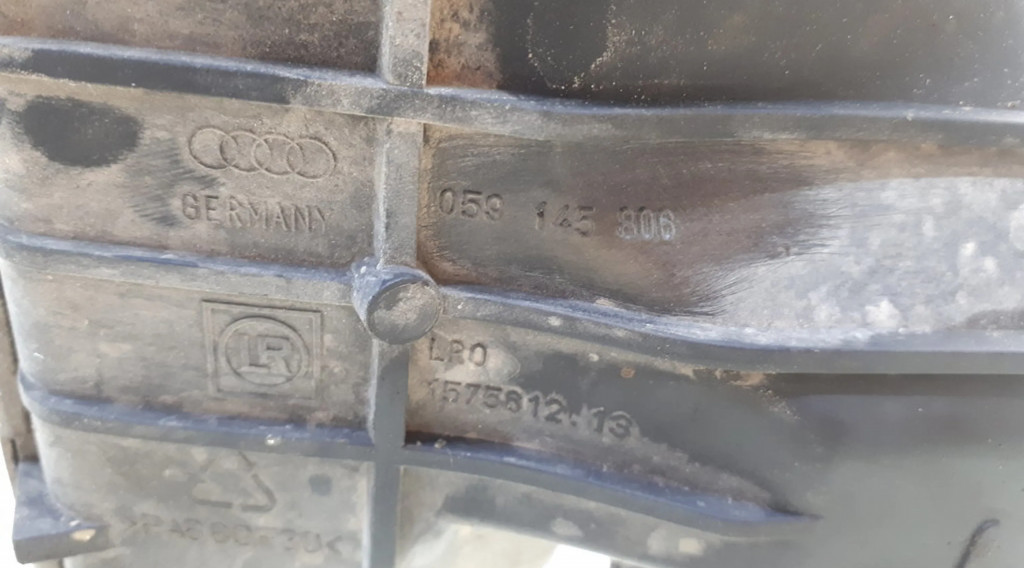 GERMANY
059 145 806
LR
LRO
1575812.13